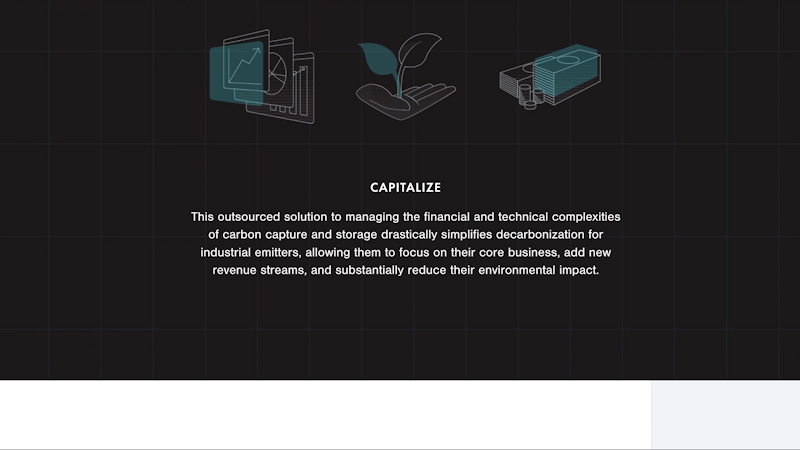 CAPITALIZE
This outsourced solution to managing the financial and technical complexities
of carbon capture and storage drastically simplifies decarbonization for
industrial emitters, allowing them to focus on their core business, add new
revenue streams, and substantially reduce their environmental impact.